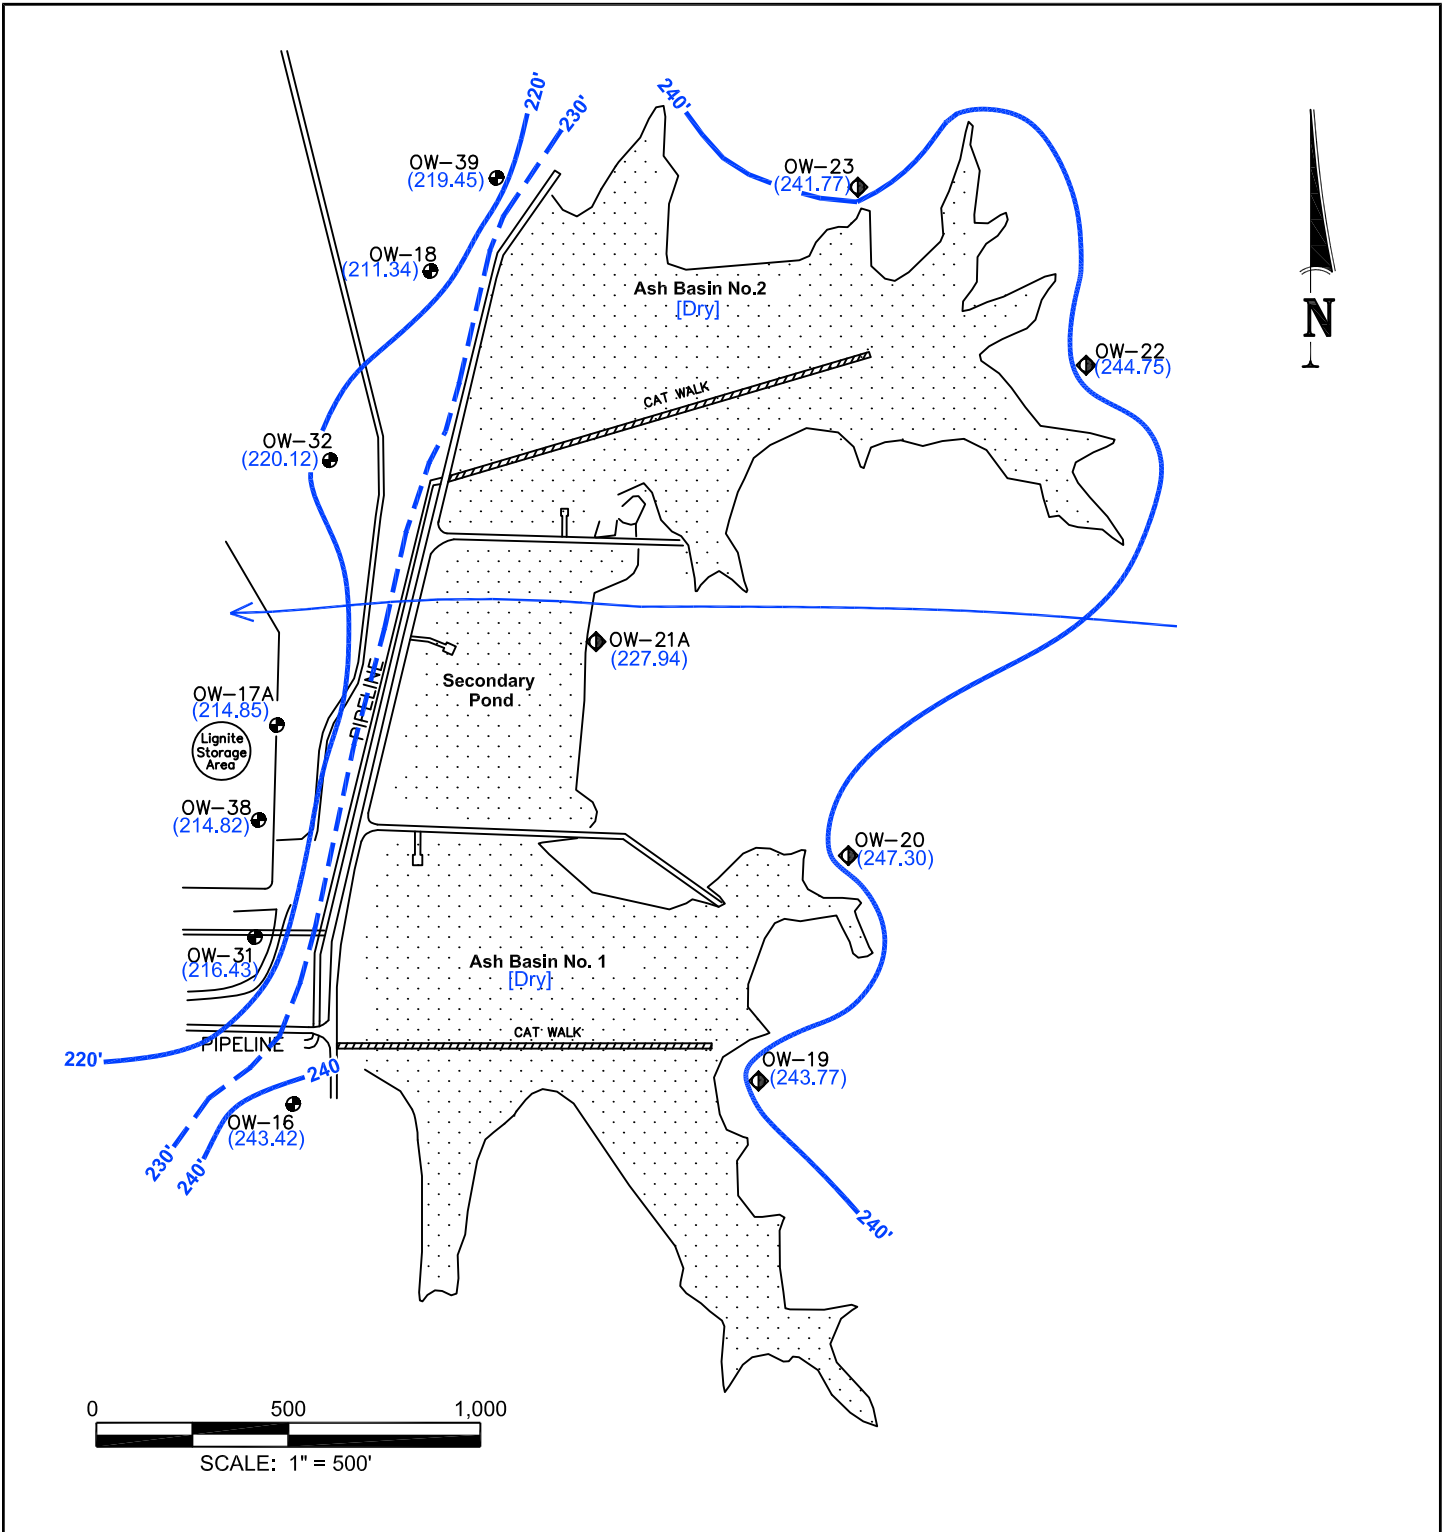 220'
230'
240'
OW-39
(219.45)
OW-23
(241.77)
OW-18
(211.34)
Ash Basin No.2
[Dry]
N
OW-22
(244.75)
CAT WALK
OW-32
(220.12)
OW-21A
(227.94)
PIPELINE
Secondary
Pond
OW-17A
(214.85)
Lignite
Storage
Area
OW-38
(214.82)
OW-20
(247.30)
OW-31
(216.43)
Ash Basin No. 1
[Dry]
CAT WALK
PIPELINE
220'
240
OW-19
(243.77)
OW-16
(243.42)
230'
240'
240'
0 500 1,000
SCALE: 1" = 500'